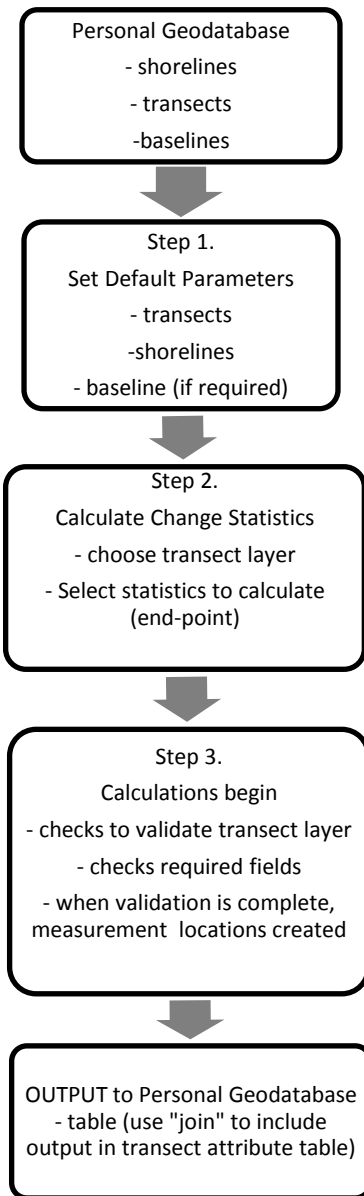 Personal Geodatabase
- shorelines
- transects
-baselines
Step 1.
Set Default Parameters
- transects
-shorelines
- baseline (if required)
Step 2.
Calculate Change Statistics
- choose transect layer
- Select statistics to calculate
(end-point)
Step 3.
Calculations begin
- checks to validate transect layer
- checks required fields
- when validation is complete,
measurement locations created
OUTPUT to Personal Geodatabase
- table (use "join" to include
output in transect attribute table)